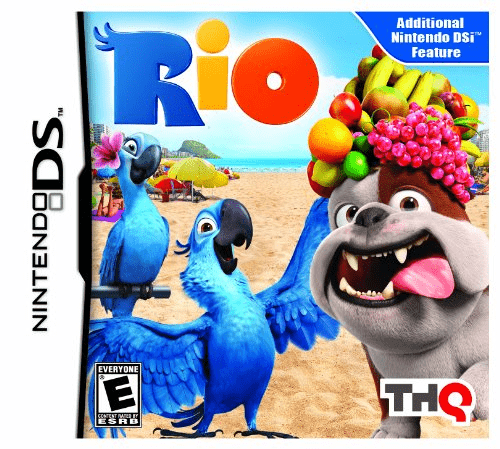 Additional
Nintendo DSi™
Feature
RiO
NINTENDO DS™
EVERYONE
E
CONTENT RATED BY
ESRB
THQ